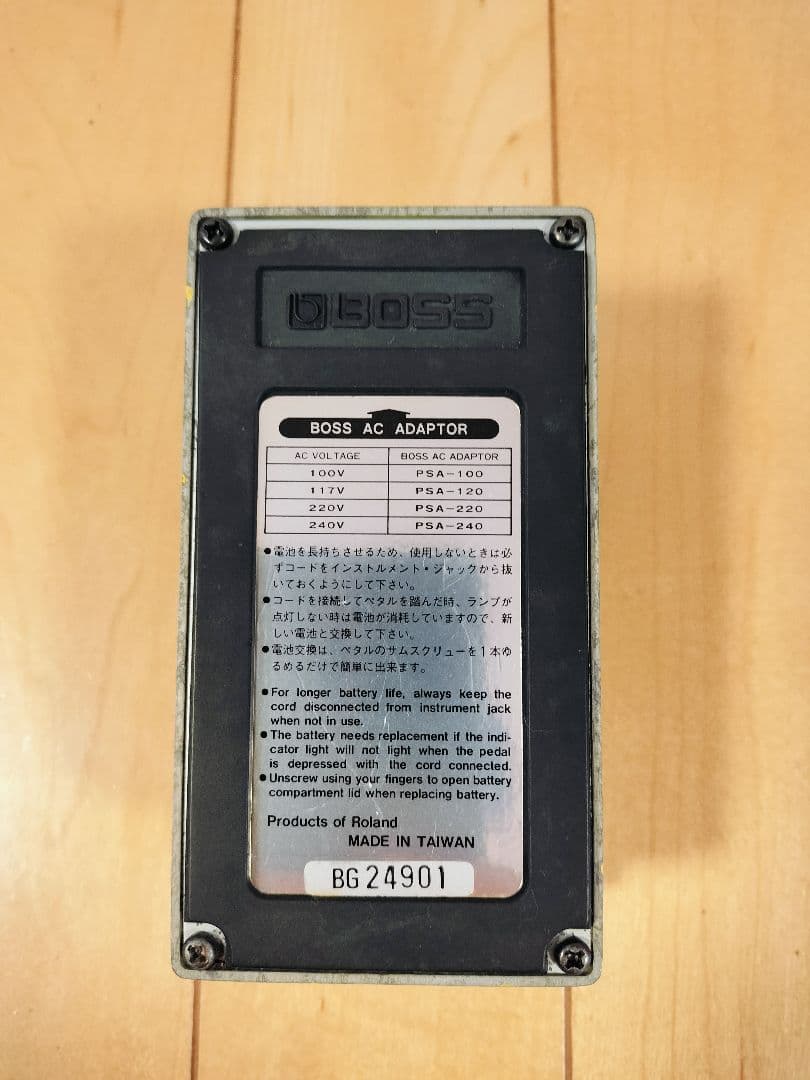 BOSS
BOSS AC ADAPTOR
AC VOLTAGE BOSS AC ADAPTOR
100V PSA-100
117V PSA-120
220V PSA-220
240V PSA-240
●電池を長持ちさせるため、使用しないときは必
ずコードをインストルメント・ジャックから抜
いておくようにして下さい。
●コードを接続してペタルを踏んだ時、ランプが
点灯しない時は電池が消耗していますので、新
しい電池と交換して下さい。
●電池交換は、ペタルのサムスクリューを1本ゆ
るめるだけで簡単に出来ます。
●For longer battery life, always keep the
cord disconnected from instrument jack
when not in use.
●The battery needs replacement if the indi-
cator light will not light when the pedal
is depressed with the cord connected.
●Unscrew using your fingers to open battery
compartment lid when replacing battery.
Products of Roland
MADE IN TAIWAN
BG 24901